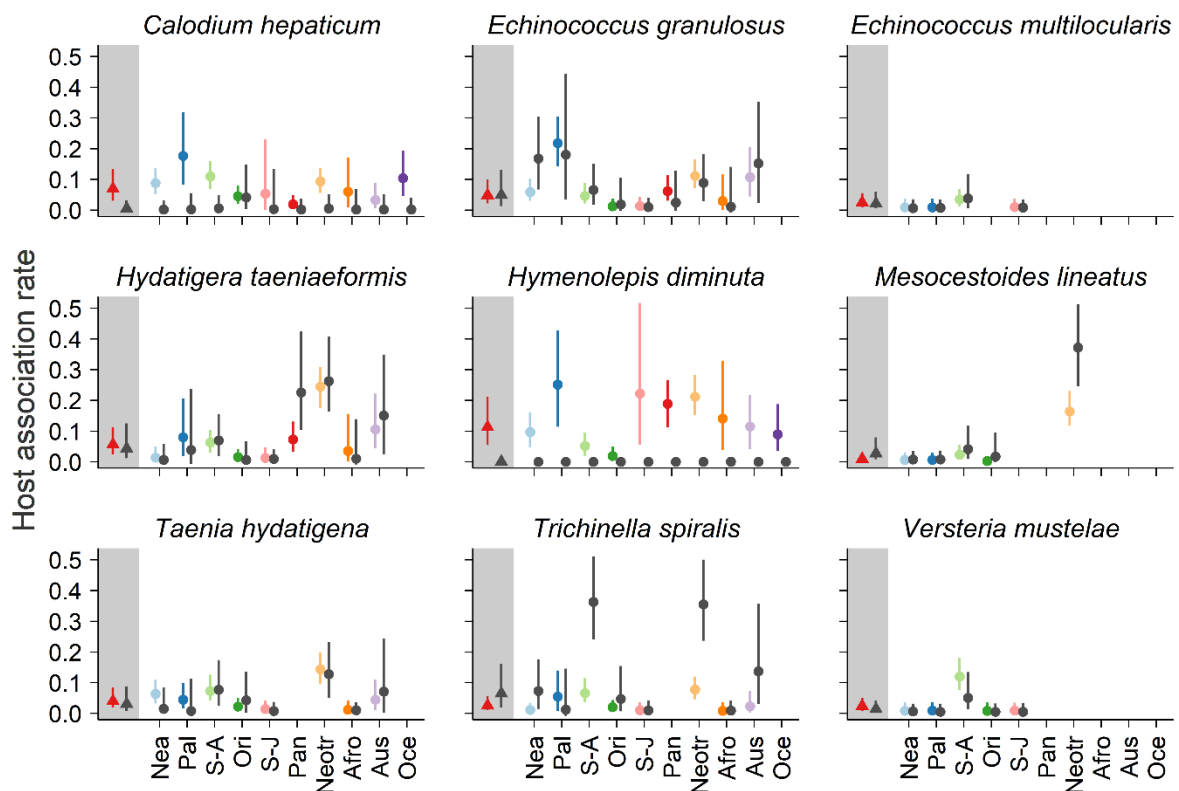 Calodium hepaticum
Echinococcus granulosus
Echinococcus multilocularis
0.5
0.4
0.3
0.2
0.1
0.0
Host association rate
Hydatigera taeniaeformis
Hymenolepis diminuta
Mesocestoides lineatus
0.5
0.4
0.3
0.2
0.1
0.0
Taenia hydatigena
Trichinella spiralis
Versteria mustelae
0.5
0.4
0.3
0.2
0.1
0.0
Nea
Pal
S-A
Ori
S-J
Pan
Neotr
Afro
Aus
Oce
Nea
Pal
S-A
Ori
S-J
Pan
Neotr
Afro
Aus
Oce
Nea
Pal
S-A
Ori
S-J
Pan
Neotr
Afro
Aus
Oce